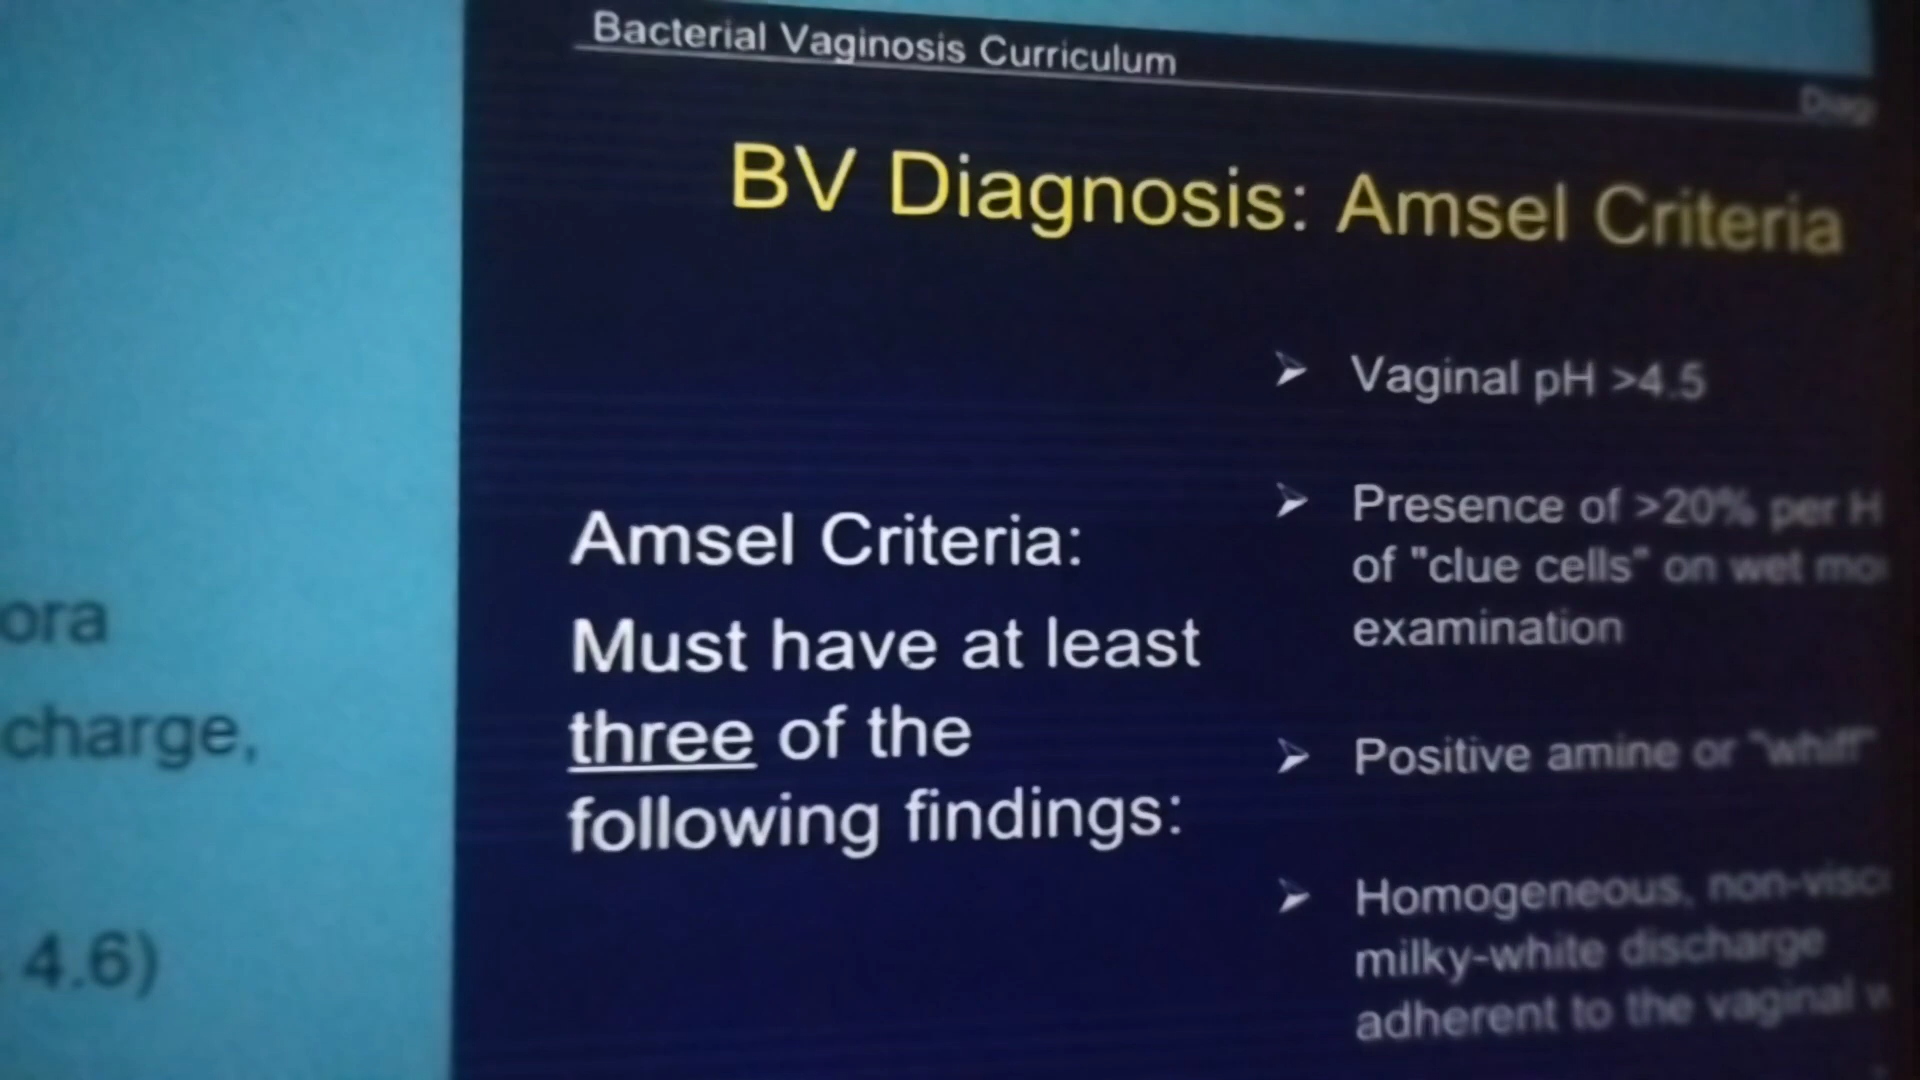 Bacterial Vaginosis Curriculum
Diag
BV Diagnosis: Amsel Criteria
ora
charge,
4.6)
Amsel Criteria:
Must have at least
three of the
following findings:
➢ Vaginal pH >4.5
➢ Presence of >20% per H
of "clue cells" on wet mo
examination
➢ Positive amine or "whiff"
➢ Homogeneous, non-visc
milky-white discharge
adherent to the vaginal w